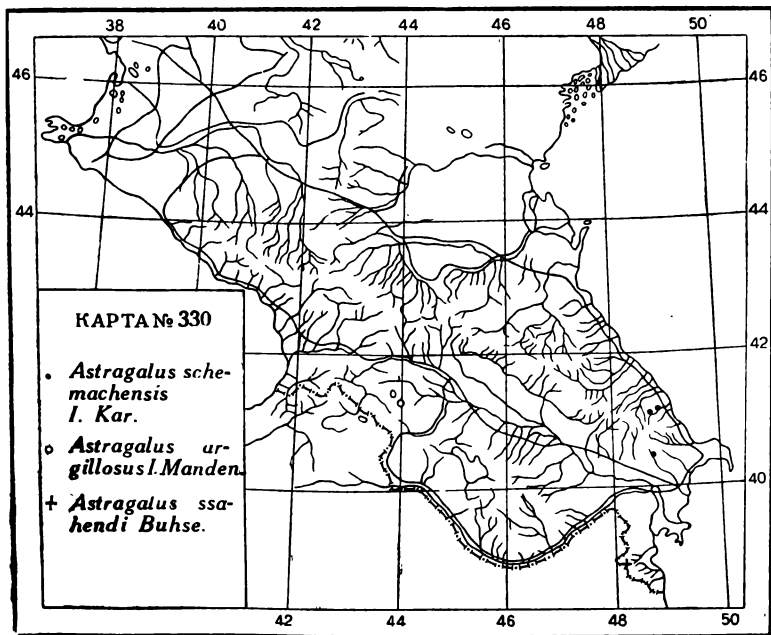 38 40 42 44 46 48 50
46 46
44 44
42
40
42 44 46 48 50
КАРТА № 330
Astragalus sche-
machensis
I. Kar.
Astragalus ur-
gillosus I. Manden.
Astragalus ssa-
hendi Buhse.